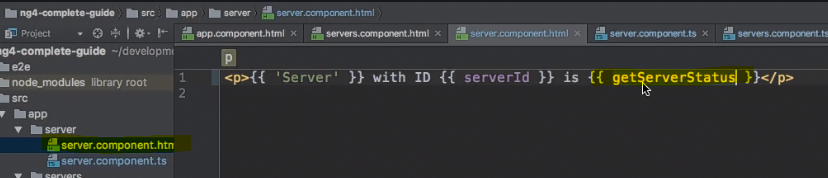 ng4-complete-guide src app server server.component.html
Project app.component.html servers.component.html server.component.html server.component.ts servers.component.ts
ng4-complete-guide ~/developm
e2e
node_modules library root
src
app
server
server.component.htm
server.component.ts
servers
p
1 <p>{{ 'Server' }} with ID {{ serverId }} is {{ getServerStatus }}</p>
2